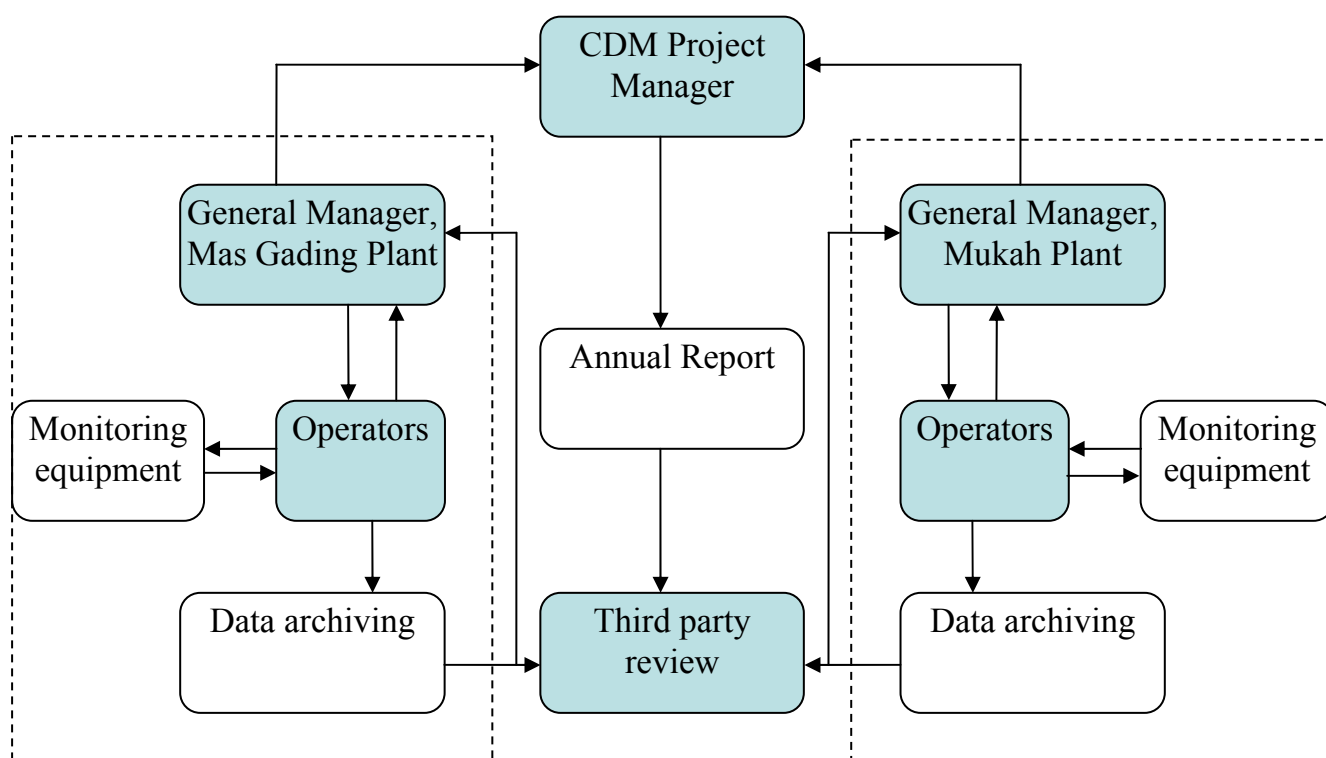 CDM Project
Manager
General Manager,
Mas Gading Plant
General Manager,
Mukah Plant
Annual Report
Monitoring
equipment
Operators
Operators
Monitoring
equipment
Data archiving
Third party
review
Data archiving